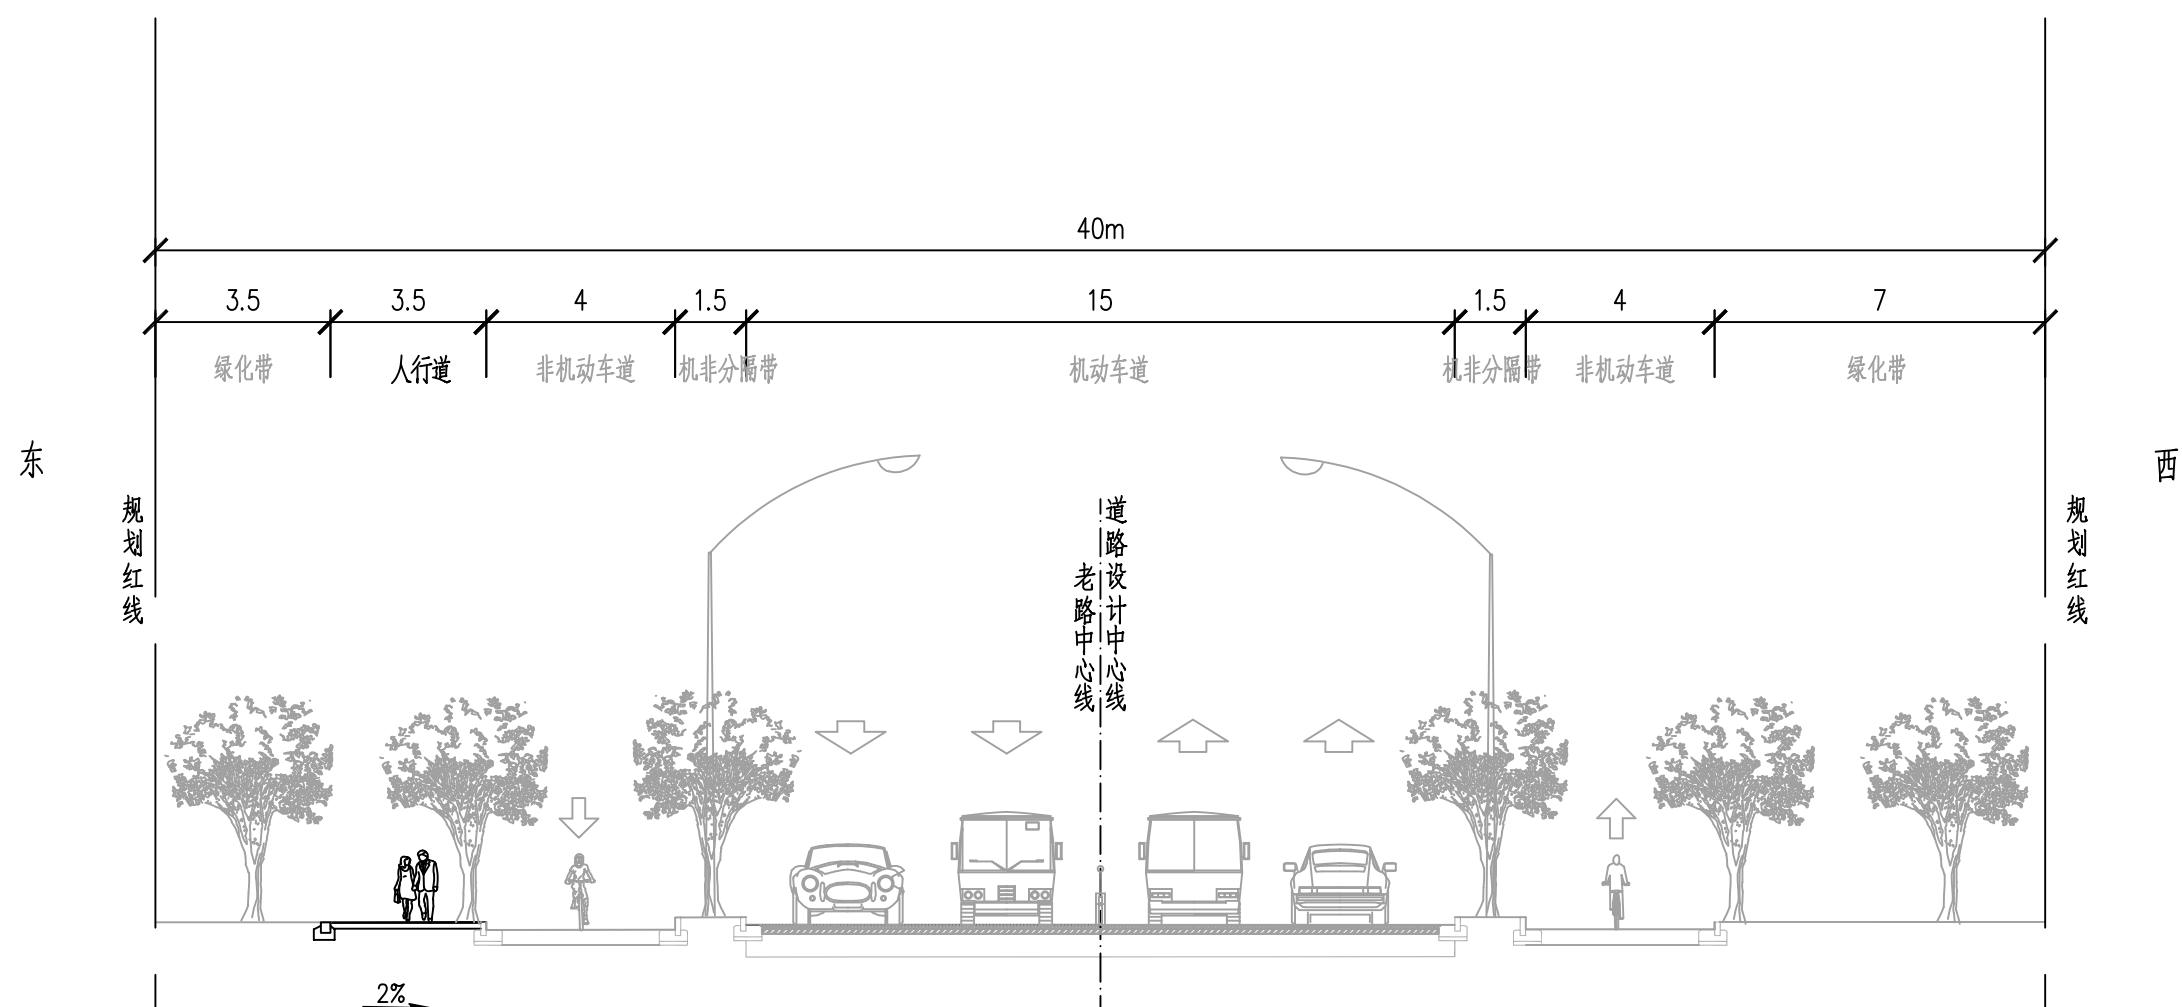 40m
3.5 3.5 4 1.5 15 1.5 4 7
绿化带 人行道 非机动车道 机非分隔带 机动车道 机非分隔带 非机动车道 绿化带
东
西
规划红线
老路中心线
道路设计中心线
规划红线
2%